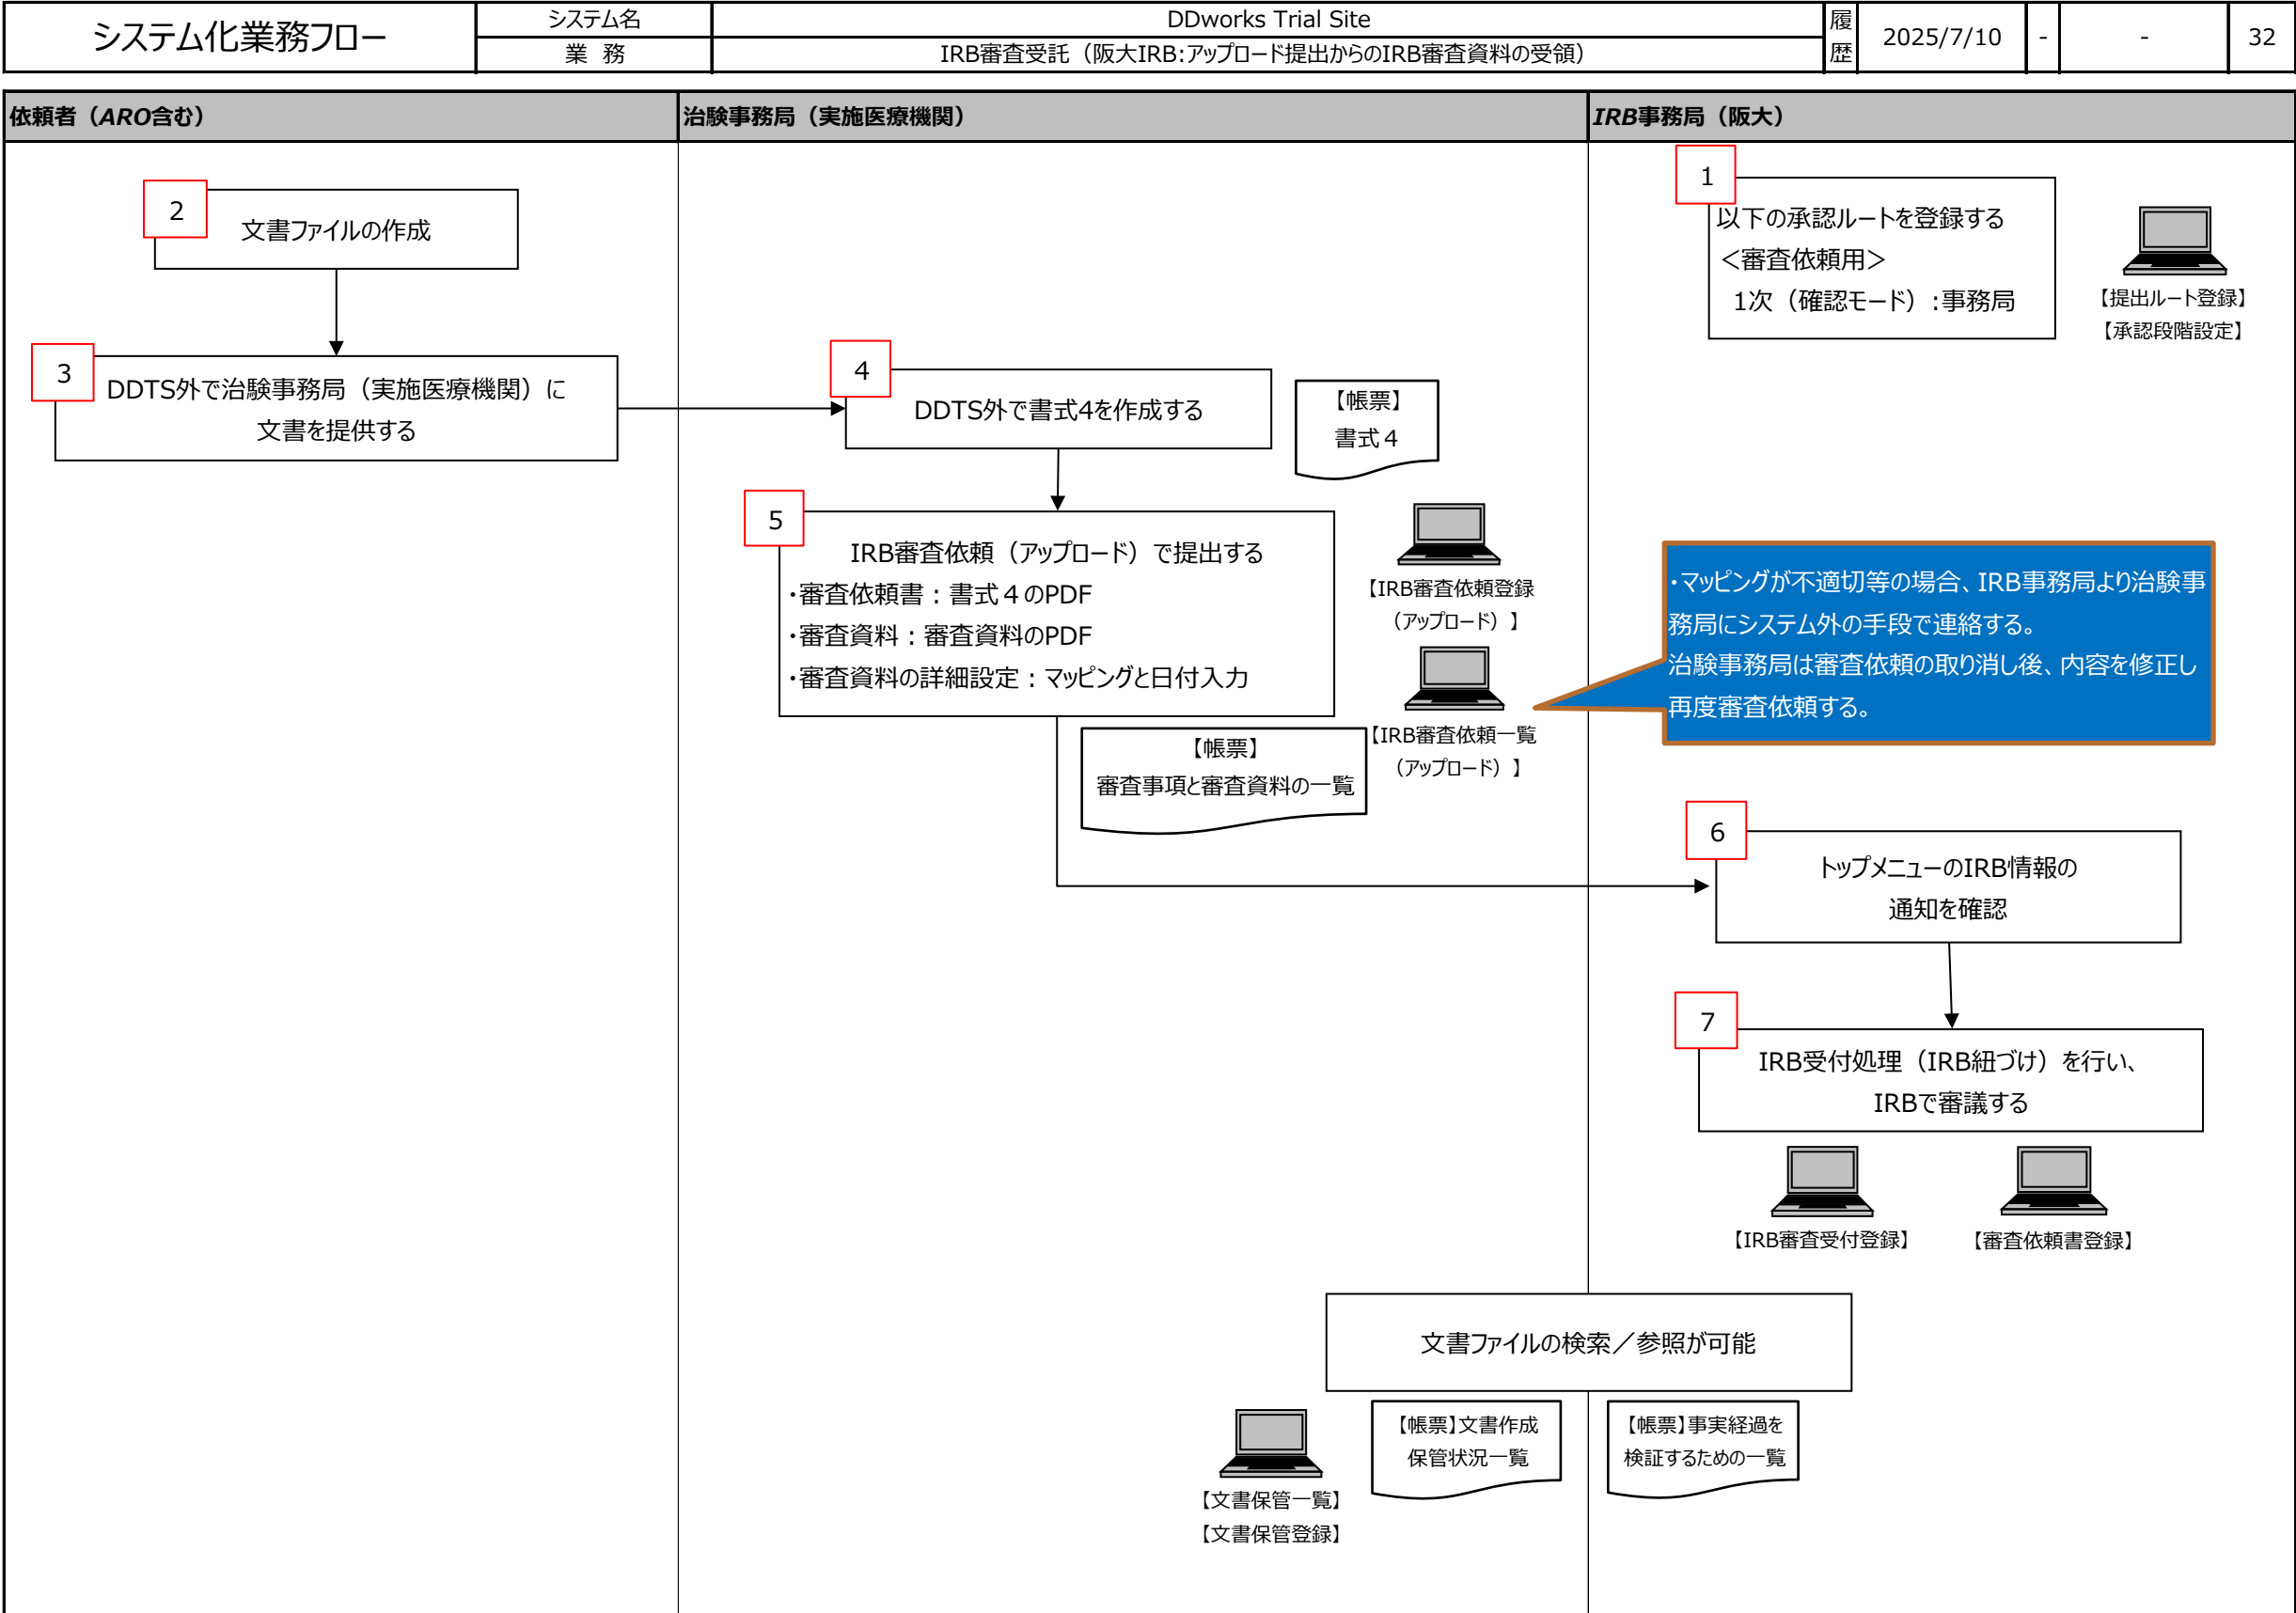 システム化業務フロー
システム名
DDworks Trial Site
業 務
IRB審査受託（阪大IRB:アップロード提出からのIRB審査資料の受領）
履
歴
2025/7/10
-
-
32
依頼者（ARO含む）
治験事務局（実施医療機関）
IRB事務局（阪大）
1
以下の承認ルートを登録する
＜審査依頼用＞
1次（確認モード）:事務局
【提出ルート登録】
【承認段階設定】
2
文書ファイルの作成
3
DDTS外で治験事務局（実施医療機関）に
文書を提供する
4
DDTS外で書式4を作成する
【帳票】
書式４
5
IRB審査依頼（アップロード）で提出する
・審査依頼書：書式４のPDF
・審査資料：審査資料のPDF
・審査資料の詳細設定：マッピングと日付入力
【IRB審査依頼登録
（アップロード）】
【IRB審査依頼一覧
（アップロード）】
【帳票】
審査事項と審査資料の一覧
・マッピングが不適切等の場合、IRB事務局より治験事
務局にシステム外の手段で連絡する。
治験事務局は審査依頼の取り消し後、内容を修正し
再度審査依頼する。
6
トップメニューのIRB情報の
通知を確認
7
IRB受付処理（IRB紐づけ）を行い、
IRBで審議する
【IRB審査受付登録】
【審査依頼書登録】
文書ファイルの検索／参照が可能
【文書保管一覧】
【文書保管登録】
【帳票】文書作成
保管状況一覧
【帳票】事実経過を
検証するための一覧